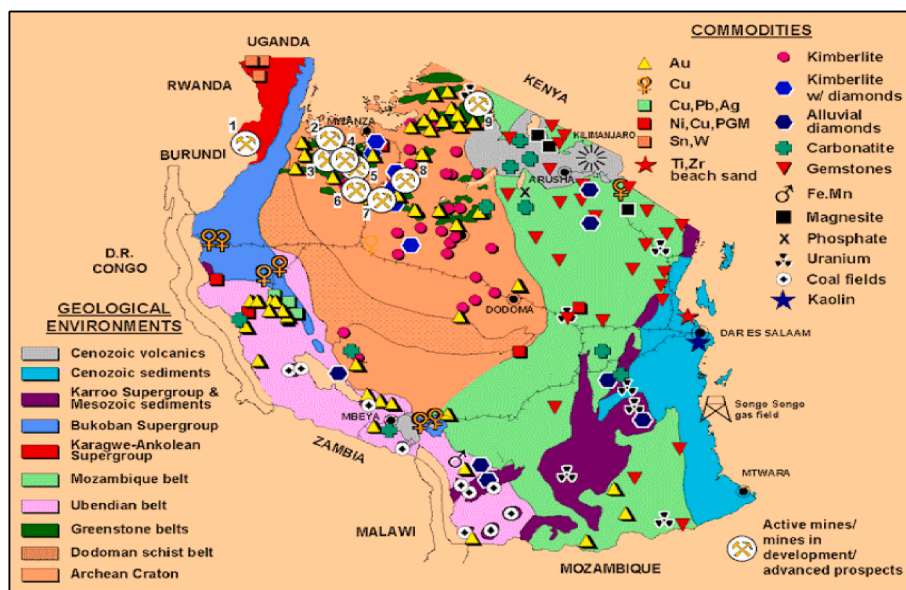 UGANDA
RWANDA
BURUNDI
D.R.
CONGO
ZAMBIA
MALAWI
MOZAMBIQUE
KENYA
MWANZA
KILIMANJARO
ARUSHA
DODOMA
DAR ES SALAAM
MBEYA
MTWARA
Songo Songo
gas field
1
2
3
4
5
6
7
8
9
COMMODITIES
Au
Cu
Cu,Pb,Ag
Ni,Cu,PGM
Sn,W
Ti,Zr
beach sand
Kimberlite
Kimberlite
w/ diamonds
Alluvial
diamonds
Carbonatite
Gemstones
Fe.Mn
Magnesite
Phosphate
Uranium
Coal fields
Kaolin
GEOLOGICAL
ENVIRONMENTS
Cenozoic volcanics
Cenozoic sediments
Karroo Supergroup &
Mesozoic sediments
Bukoban Supergroup
Karagwe-Ankolean
Supergroup
Mozambique belt
Ubendian belt
Greenstone belts
Dodoman schist belt
Archean Craton
Active mines/
mines in
development/
advanced prospects